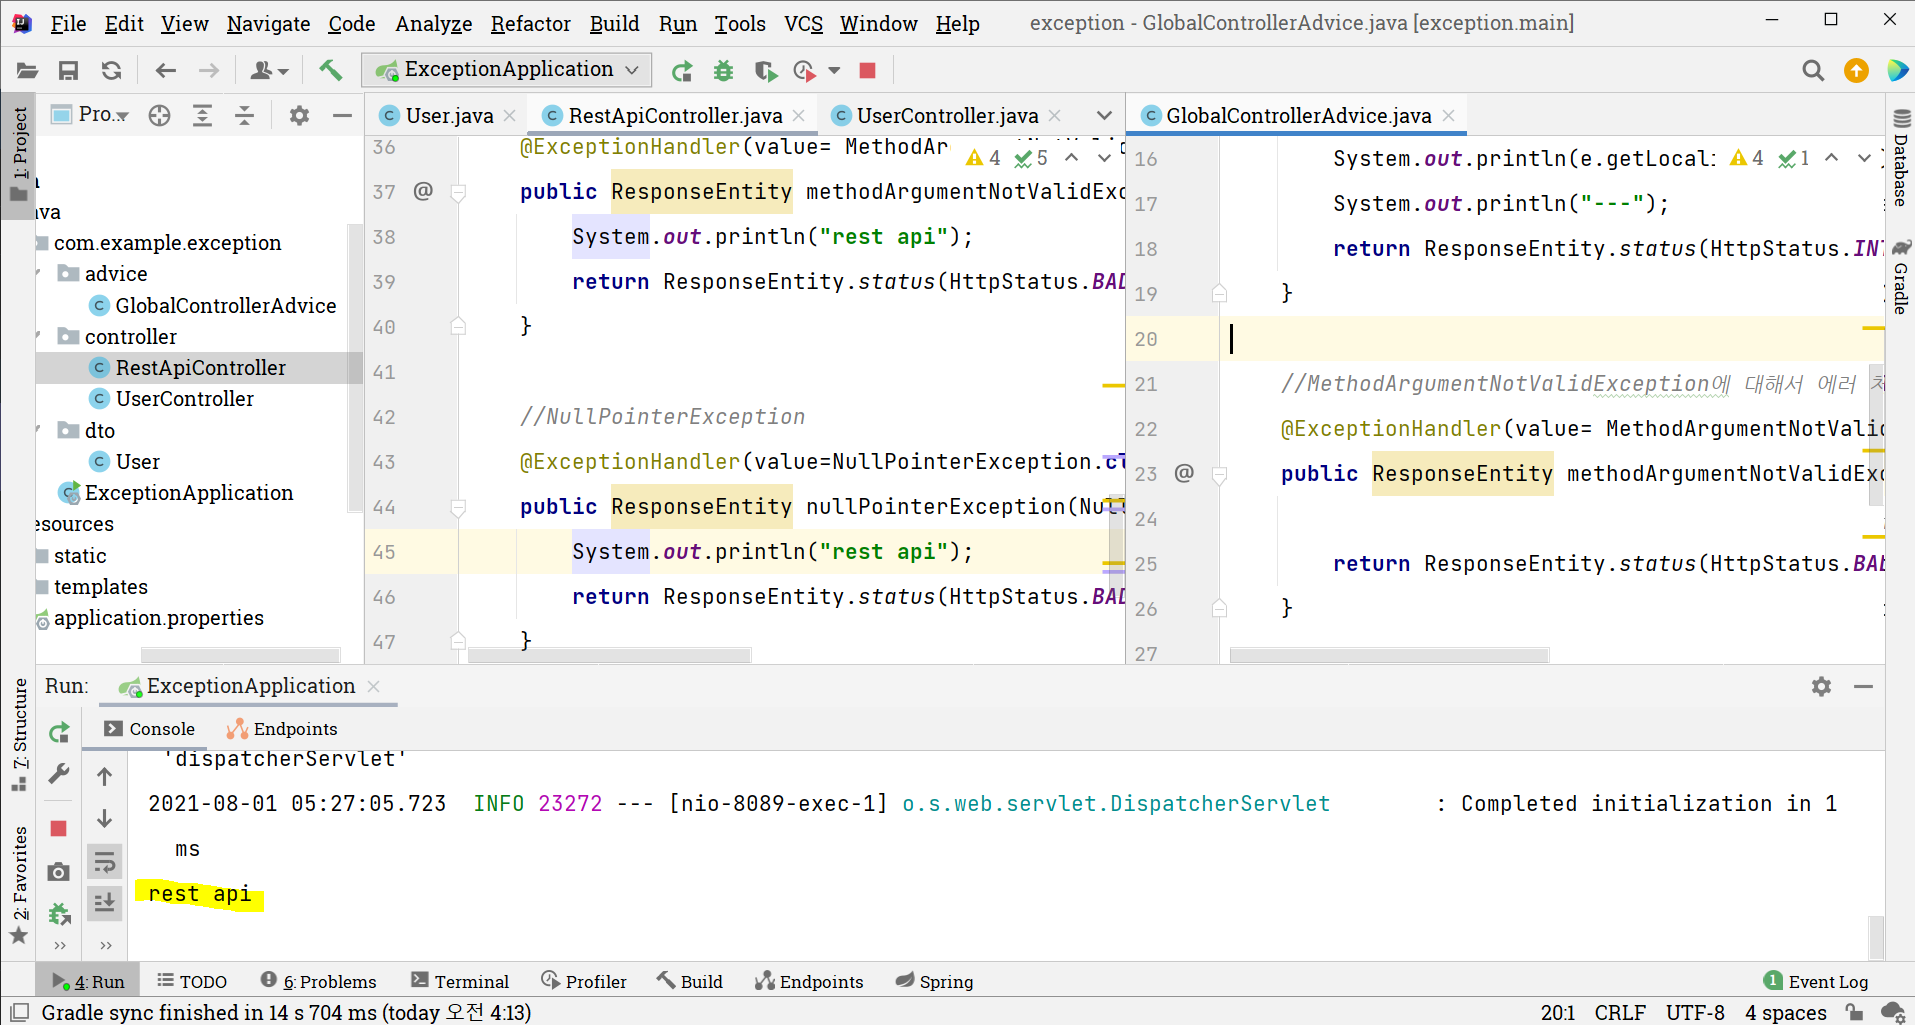 File Edit View Navigate Code Analyze Refactor Build Run Tools VCS Window Help exception - GlobalControllerAdvice.java [exception.main]
ExceptionApplication
1: Project
Pro..
User.java RestApiController.java UserController.java GlobalControllerAdvice.java
com.example.exception
advice
GlobalControllerAdvice
controller
RestApiController
UserController
dto
User
ExceptionApplication
esources
static
templates
application.properties
36 @ExceptionHandler(value= MethodAr
4 5
37 @ public ResponseEntity methodArgumentNotValidExc
38 System.out.println("rest api");
39 return ResponseEntity.status(HttpStatus.BAD
40 }
41
42 //NullPointerException
43 @ExceptionHandler(value=NullPointerException.cl
44 public ResponseEntity nullPointerException(Nul
45 System.out.println("rest api");
46 return ResponseEntity.status(HttpStatus.BAD
47 }
16 System.out.println(e.getLocal
4 1
17 System.out.println("---");
18 return ResponseEntity.status(HttpStatus.INT
19 }
20
21 //MethodArgumentNotValidException에 대해서 에러 처
22 @ExceptionHandler(value= MethodArgumentNotValid
23 @ public ResponseEntity methodArgumentNotValidExc
24
25 return ResponseEntity.status(HttpStatus.BAD
26 }
27
Database
Gradle
7: Structure
2: Favorites
Run: ExceptionApplication
Console Endpoints
'dispatcherServlet'
2021-08-01 05:27:05.723 INFO 23272 --- [nio-8089-exec-1] o.s.web.servlet.DispatcherServlet : Completed initialization in 1
ms
rest api
4: Run TODO 6: Problems Terminal Profiler Build Endpoints Spring 1 Event Log
Gradle sync finished in 14 s 704 ms (today 오전 4:13) 20:1 CRLF UTF-8 4 spaces